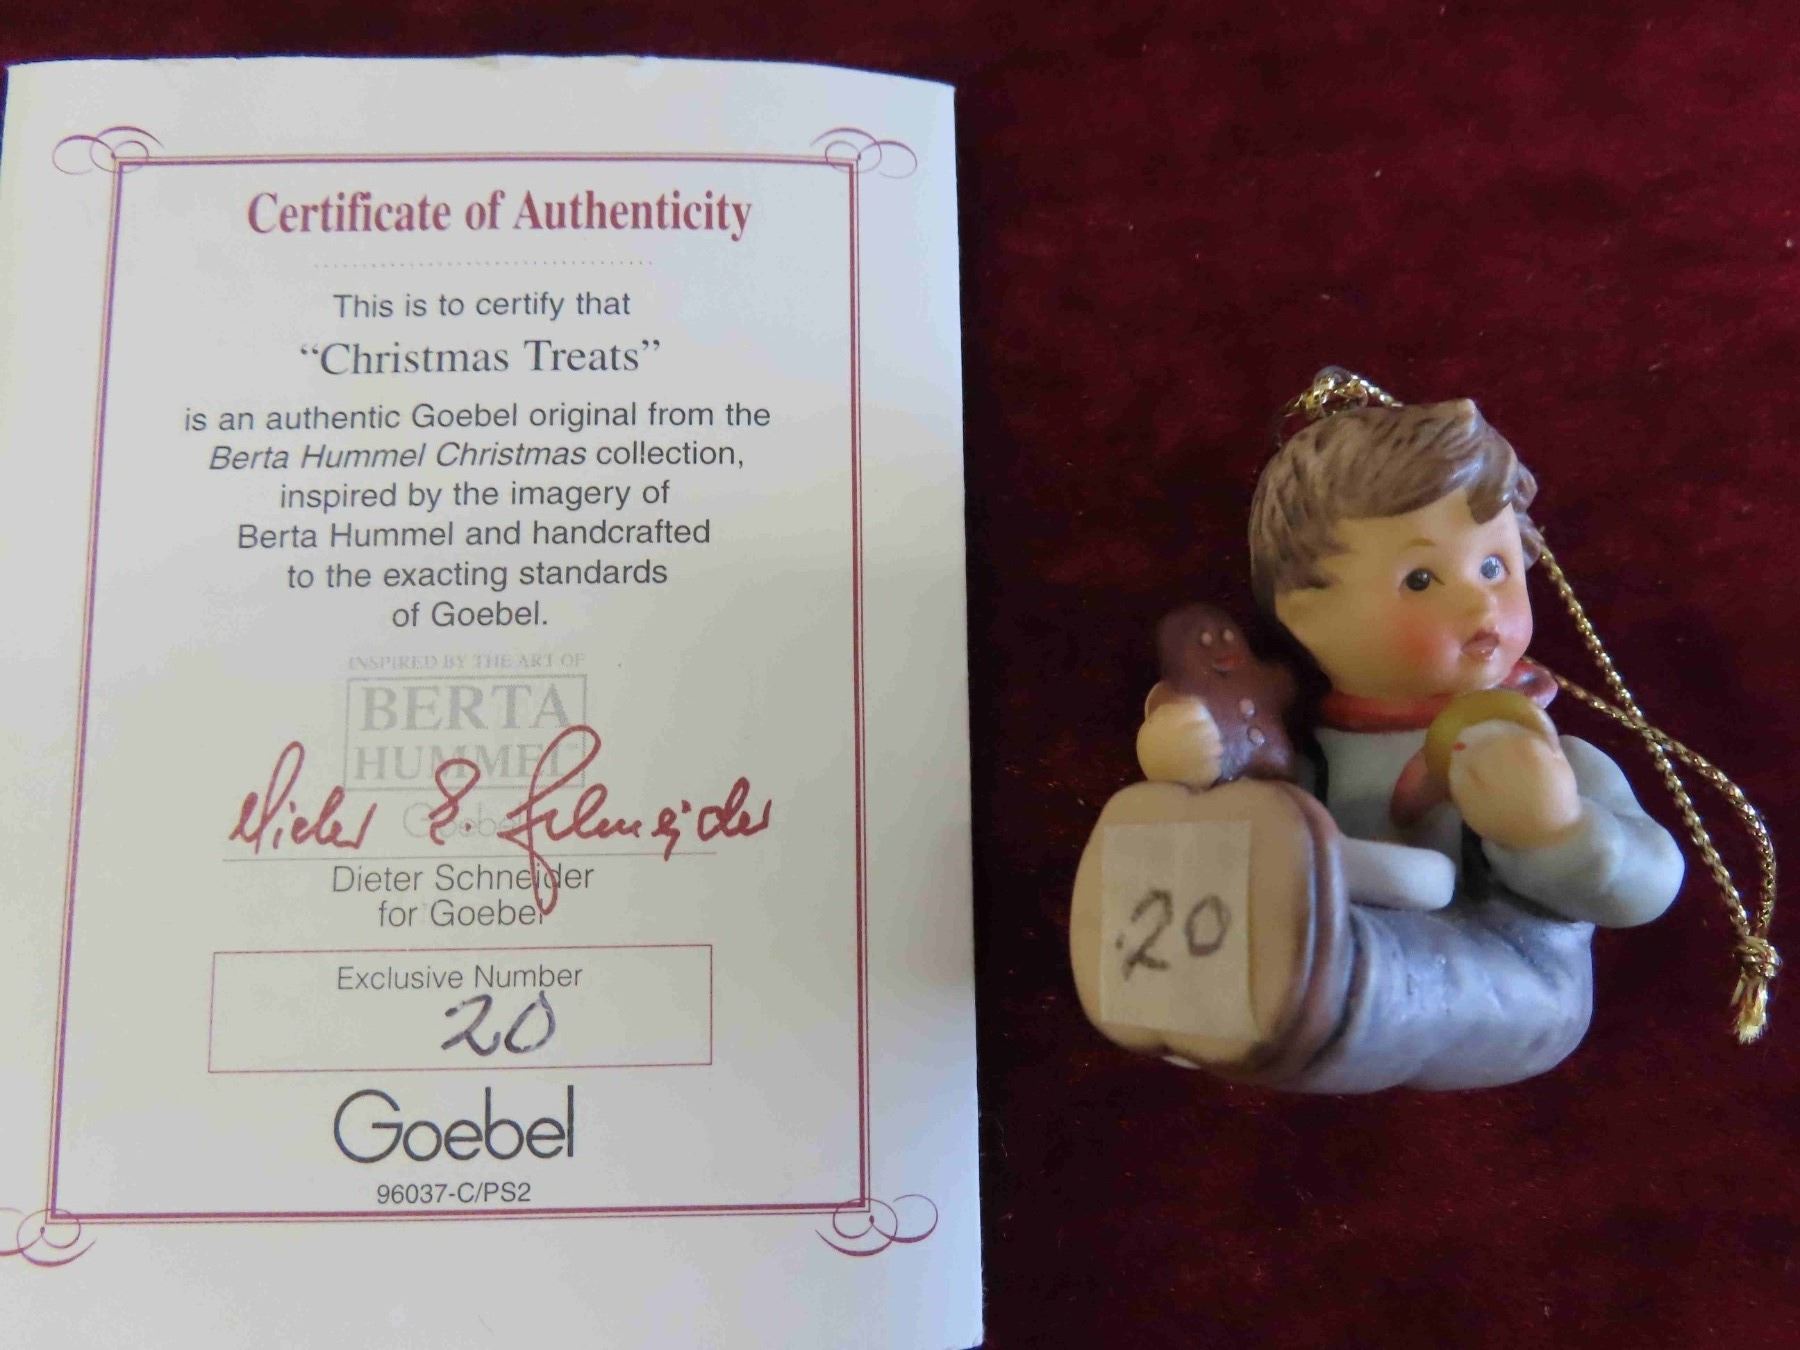 Certificate of Authenticity
This is to certify that
“Christmas Treats”
is an authentic Goebel original from the
Berta Hummel Christmas collection,
inspired by the imagery of
Berta Hummel and handcrafted
to the exacting standards
of Goebel.
INSPIRED BY THE ART OF
BERTA
HUMMEL
Goebel
Dieter E. Schneider
Dieter Schneider
for Goebel
Exclusive Number
20
Goebel
96037-C/PS2
20